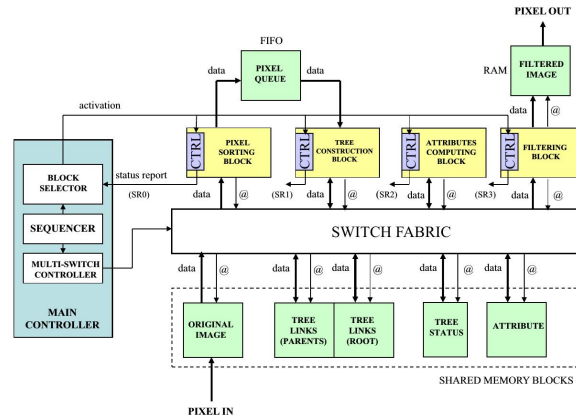 PIXEL OUT
FIFO
PIXEL
QUEUE
data
data
RAM
FILTERED
IMAGE
activation
data
@
CTRL
PIXEL
SORTING
BLOCK
CTRL
TREE
CONSTRUCTION
BLOCK
CTRL
ATTRIBUTES
COMPUTING
BLOCK
CTRL
FILTERING
BLOCK
status report
(SR0)
data
@
(SR1)
data
@
(SR2)
data
@
(SR3)
data
@
BLOCK
SELECTOR
SEQUENCER
MULTI-SWITCH
CONTROLLER
MAIN
CONTROLLER
SWITCH FABRIC
data
@
data
@
@
data
@
data
@
ORIGINAL
IMAGE
TREE
LINKS
(PARENTS)
TREE
LINKS
(ROOT)
TREE
STATUS
ATTRIBUTE
SHARED MEMORY BLOCKS
PIXEL IN